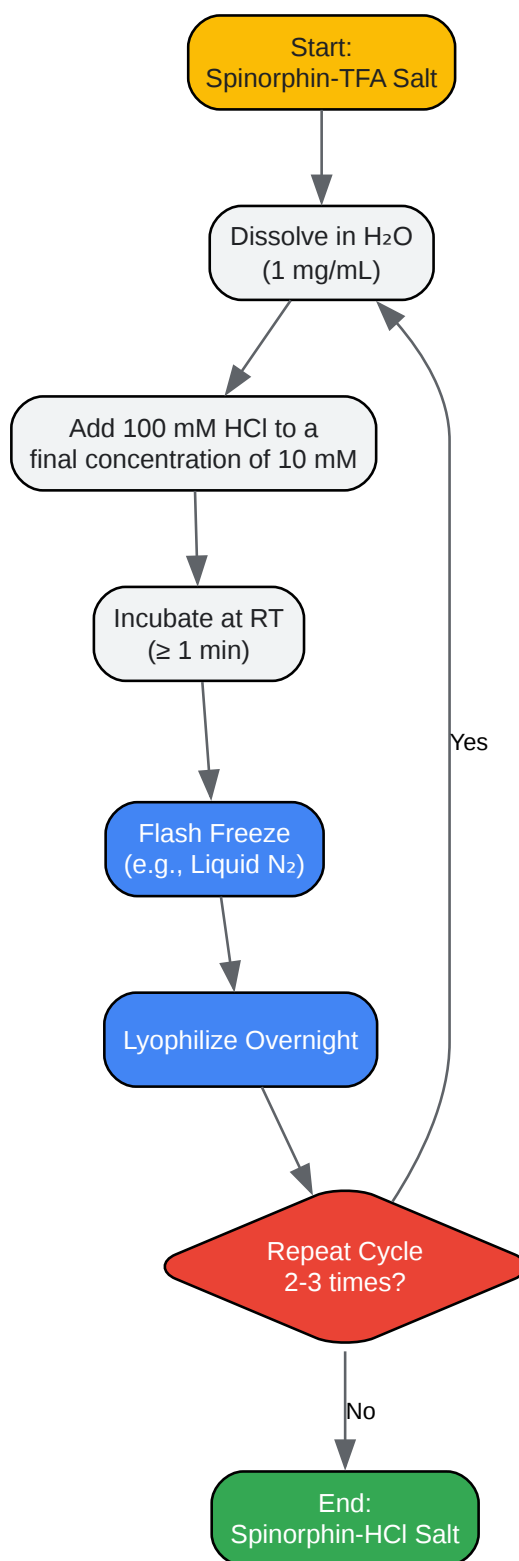 Start:
Spinorphin-TFA Salt
Dissolve in H₂O
(1 mg/mL)
Add 100 mM HCl to a
final concentration of 10 mM
Incubate at RT
(≥ 1 min)
Flash Freeze
(e.g., Liquid N₂)
Lyophilize Overnight
Repeat Cycle
2-3 times?
Yes
No
End:
Spinorphin-HCl Salt